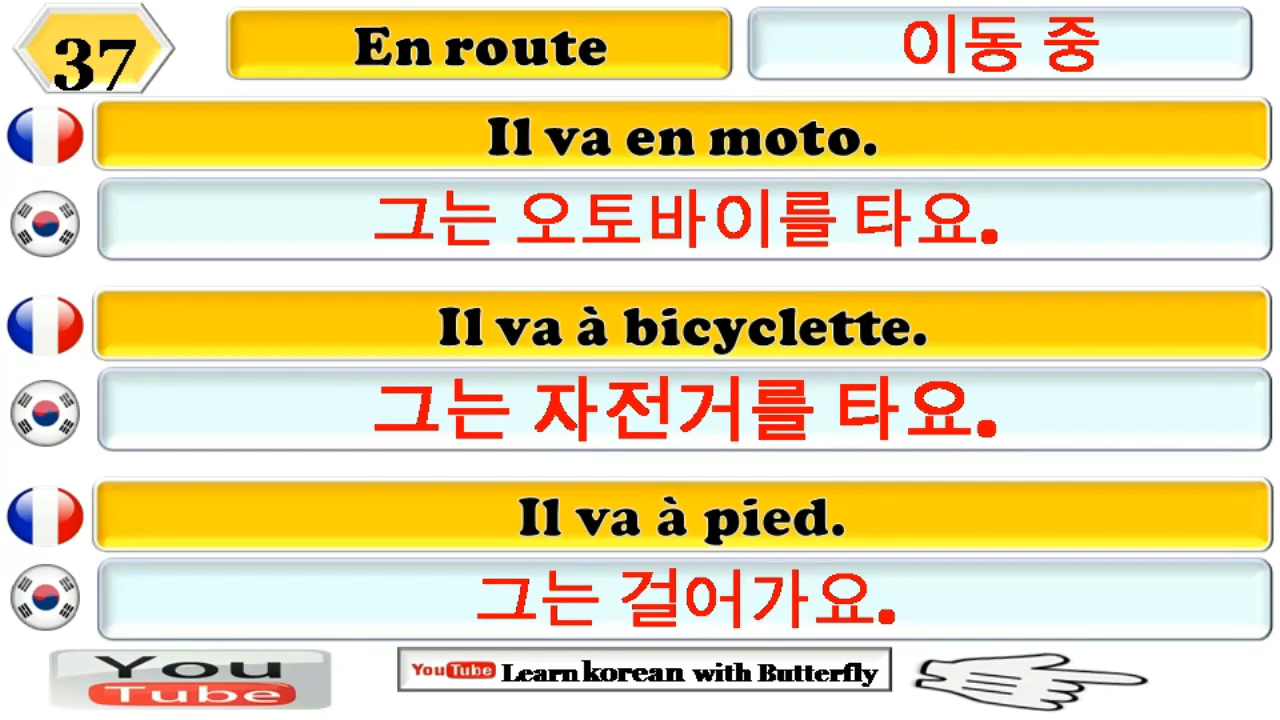 37
En route
이동 중
Il va en moto.
그는 오토바이를 타요.
Il va à bicyclette.
그는 자전거를 타요.
Il va à pied.
그는 걸어가요.
You Tube
YouTube Learn korean with Butterfly